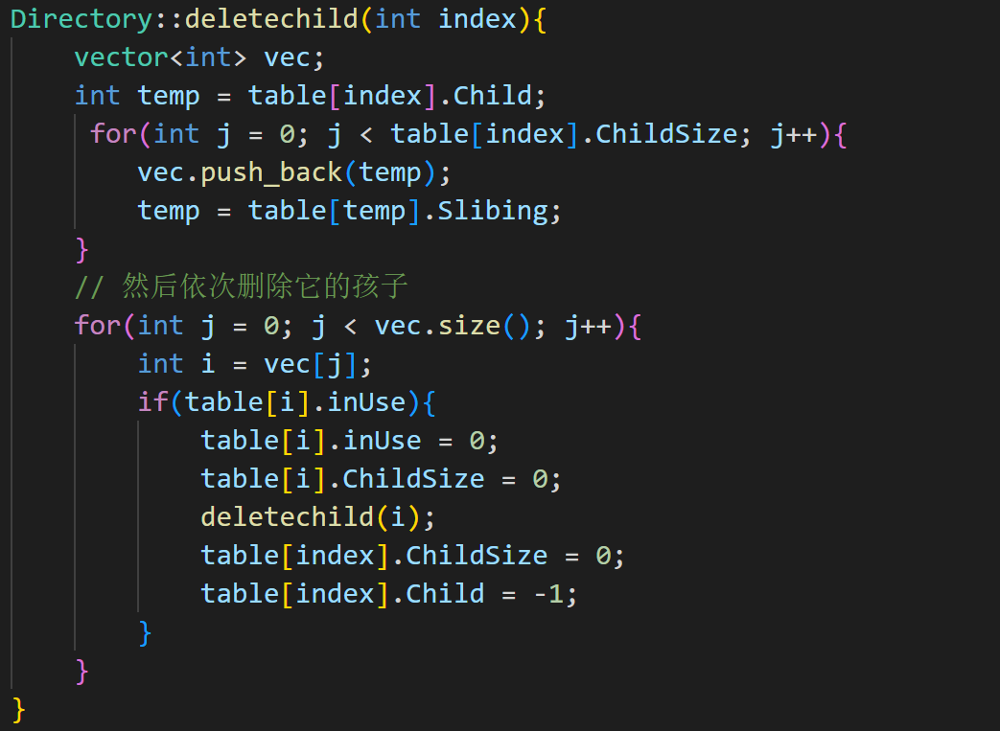 Directory::deletechild(int index){
    vector<int> vec;
    int temp = table[index].Child;
     for(int j = 0; j < table[index].ChildSize; j++){
        vec.push_back(temp);
        temp = table[temp].Slibing;
    }
    // 然后依次删除它的孩子
    for(int j = 0; j < vec.size(); j++){
        int i = vec[j];
        if(table[i].inUse){
            table[i].inUse = 0;
            table[i].ChildSize = 0;
            deletechild(i);
            table[index].ChildSize = 0;
            table[index].Child = -1;
        }
    }
}